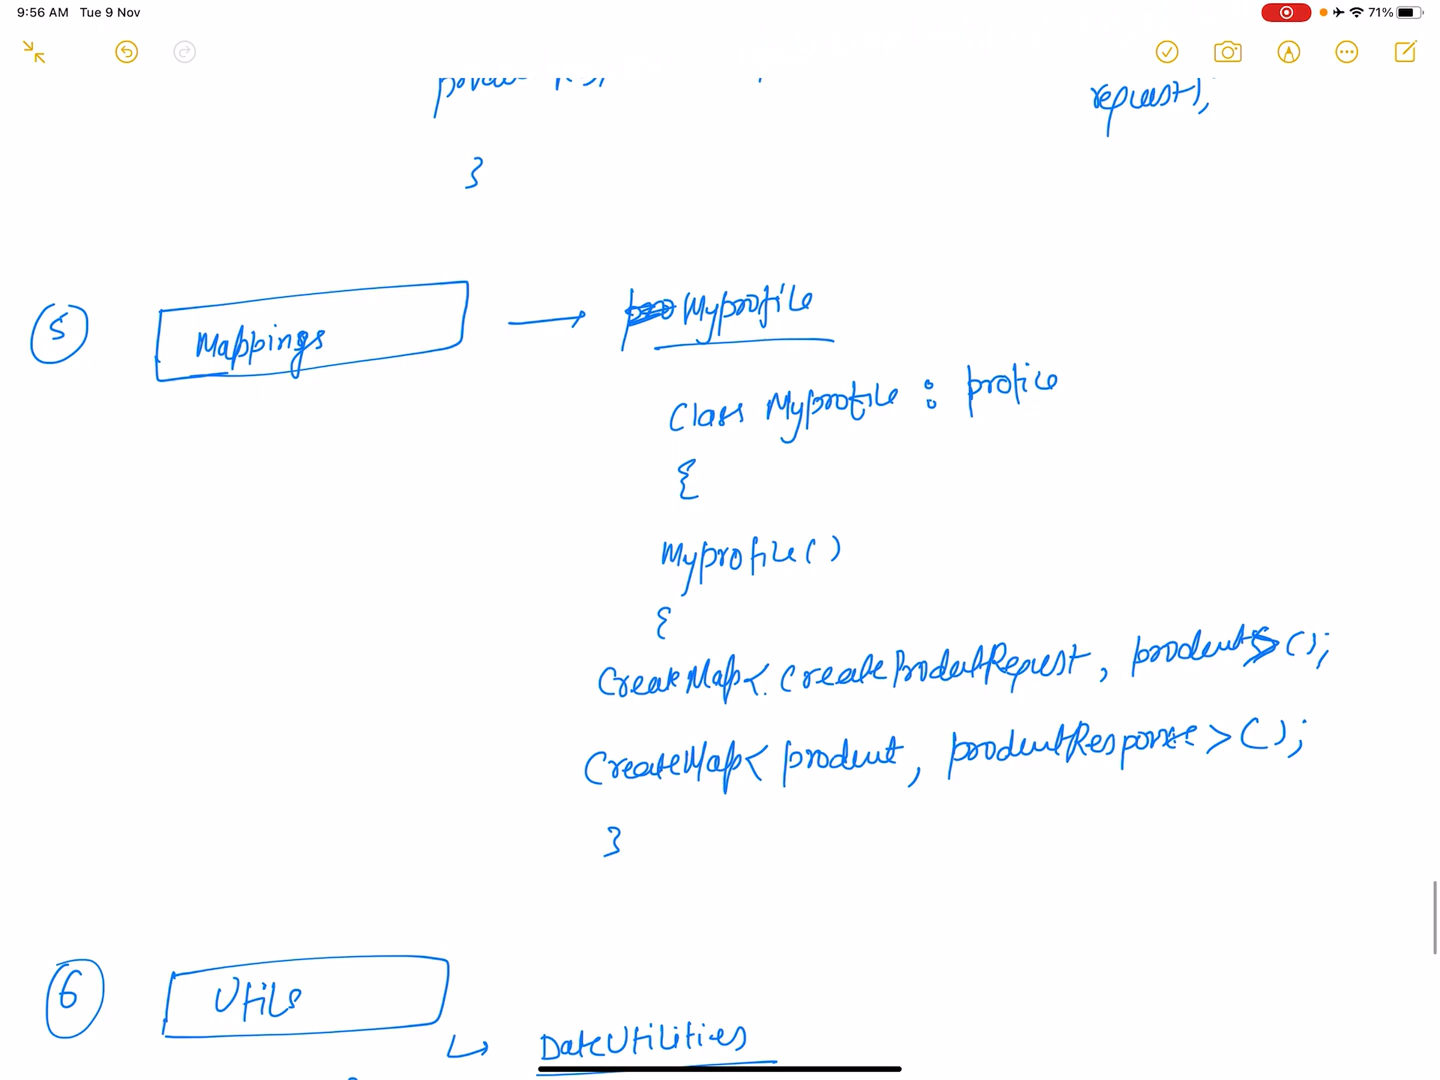 9:56 AM Tue 9 Nov
71%
request);
}
5 Mappings → Myprofile
Class Myprofile : profile
{
Myprofile()
{
CreateMap<CreateProductRequest, product>();
CreateMap<product, productResponse>();
}
6 Utils
↳ DateUtilities